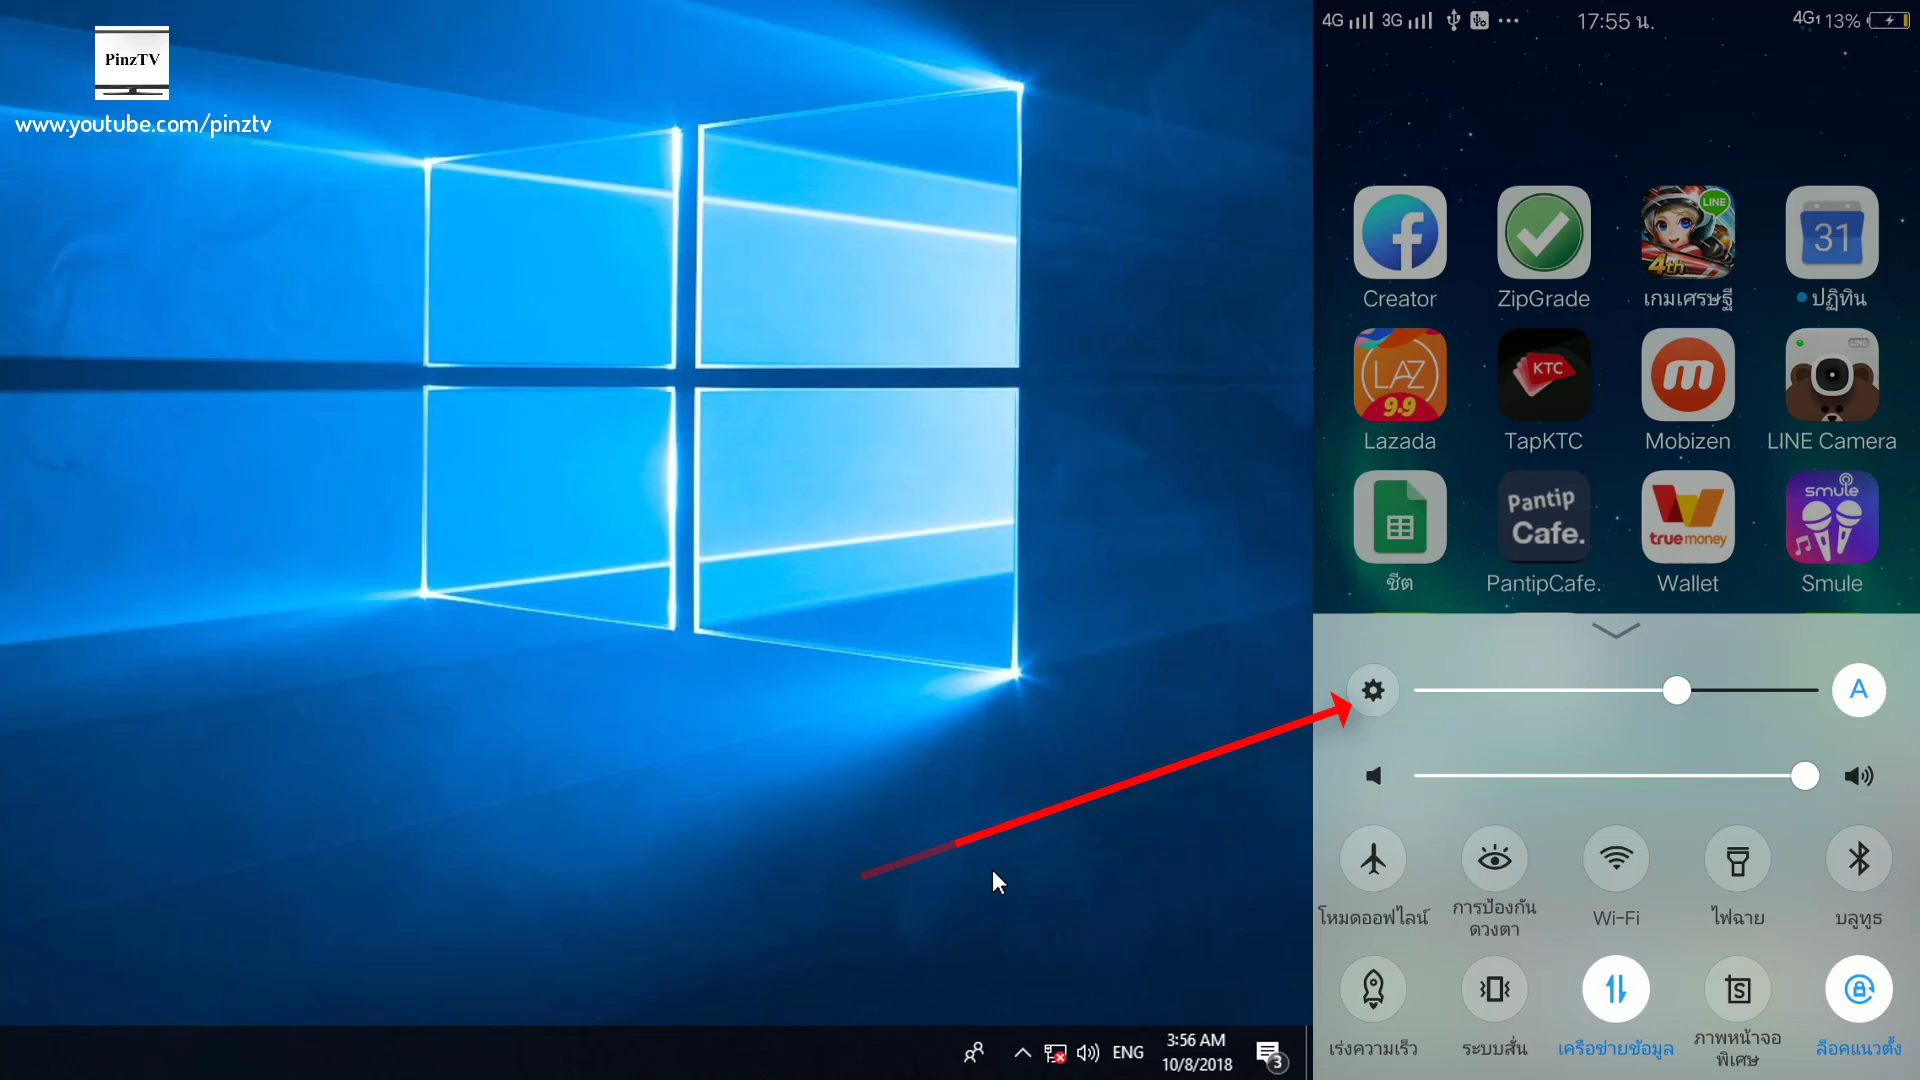 PinzTV
www.youtube.com/pinztv
4G 3G 17:55 น. 4G1 13%
LINE
4th
31
Creator ZipGrade เกมเศรษฐี ปฏิทิน
LAZ
9.9
KTC
m
LINE
Lazada TapKTC Mobizen LINE Camera
Pantip
Cafe.
true money
smule
ชีต PantipCafe. Wallet Smule
A
โหมดออฟไลน์ การป้องกัน
ดวงตา Wi-Fi ไฟฉาย บลูทูธ
S
เร่งความเร็ว ระบบสั่น เครือข่ายข้อมูล ภาพหน้าจอ
พิเศษ ล็อคแนวตั้ง
ENG
3:56 AM
10/8/2018
3